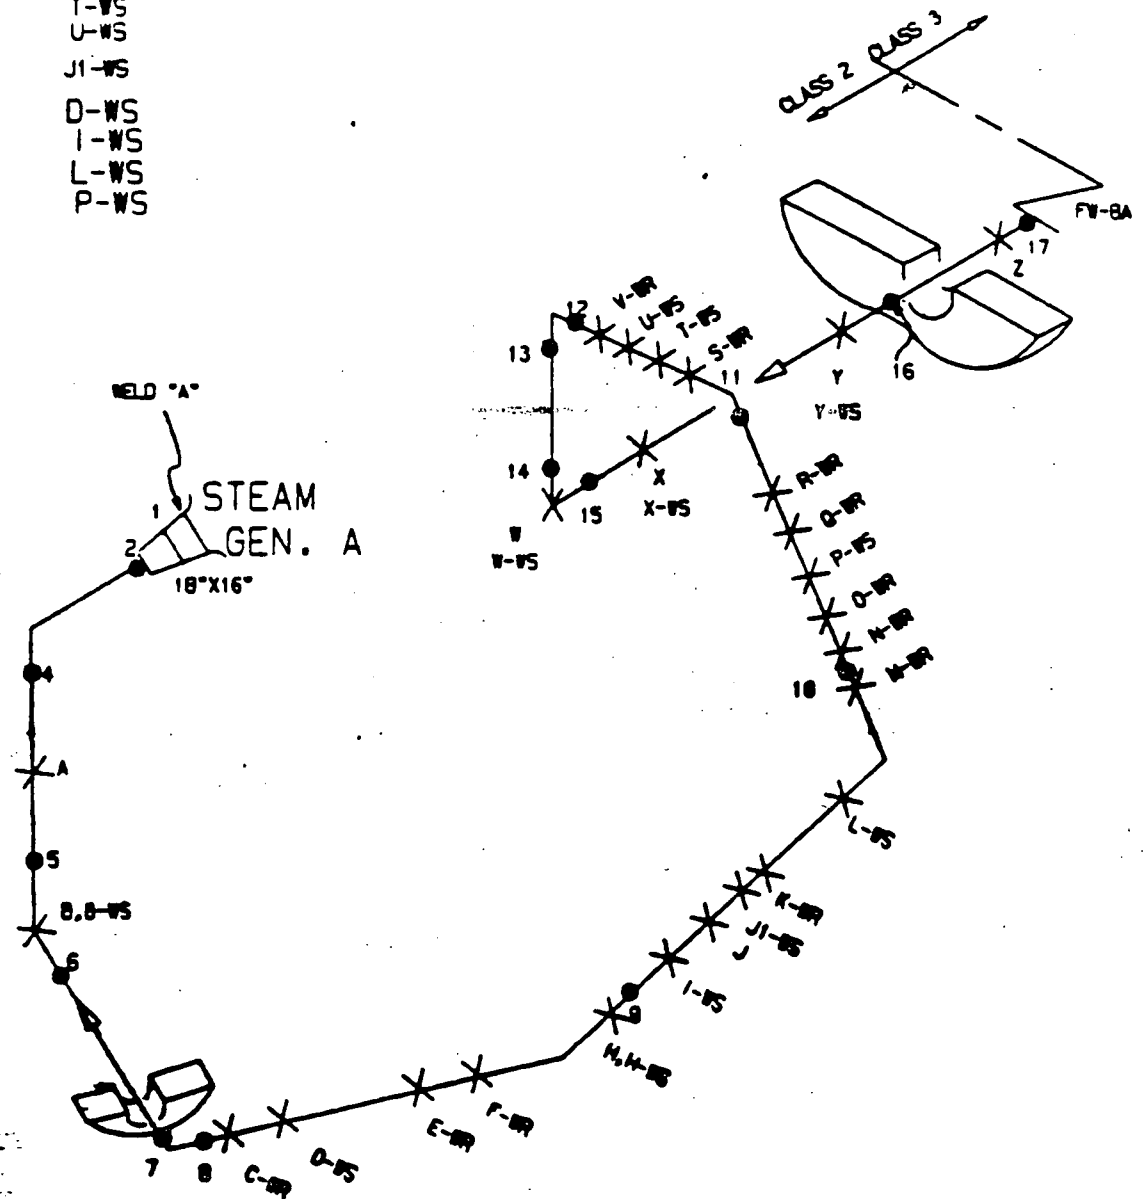 T-WS
U-WS
J1-WS
D-WS
I-WS
L-WS
P-WS
CLASS 2
CLASS 3
FW-8A
17
Z
16
Y
Y-WS
12
V-WR
U-WS
T-WS
S-WR
11
13
14
15
X
X-WS
W
W-WS
WELD "A"
1
STEAM
GEN. A
2
18"X16"
R-WR
Q-WR
P-WS
O-WR
N-WR
M-WR
10
4
A
5
B,B-WS
6
L-WS
K-WR
J1-WS
J
I-WS
9
H,H-WS
F-WR
E-WR
D-WS
C-WR
8
7